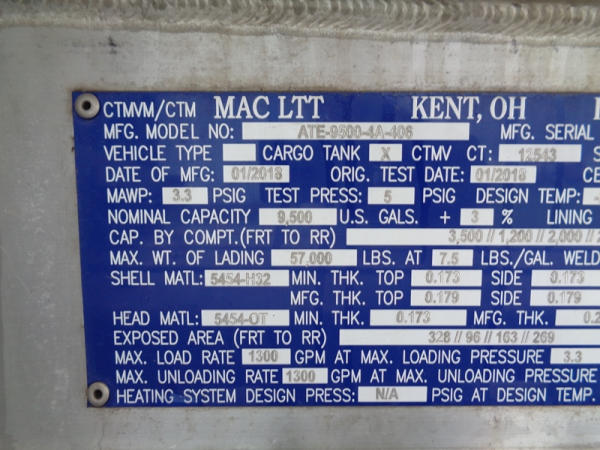 CTMVM/CTM MAC LTT KENT, OH
MFG. MODEL NO: ATE-9500-4A-406 MFG. SERIAL
VEHICLE TYPE CARGO TANK X CTMV CT: 12543 S
DATE OF MFG: 01/2018 ORIG. TEST DATE: 01/2018 CE
MAWP: 3.3 PSIG TEST PRESS: 5 PSIG DESIGN TEMP: -
NOMINAL CAPACITY 9,500 U.S. GALS. + 3 % LINING
CAP. BY COMPT.(FRT TO RR) 3,500 // 1,200 // 2,000 // 2
MAX. WT. OF LADING 57,000 LBS. AT 7.5 LBS./GAL. WELD
SHELL MATL: 5454-H32 MIN. THK. TOP 0.173 SIDE 0.173
MFG. THK. TOP 0.179 SIDE 0.179
HEAD MATL: 5454-OT MIN. THK. 0.173 MFG. THK. 0.2
EXPOSED AREA (FRT TO RR) 328 // 96 // 163 // 269
MAX. LOAD RATE 1300 GPM AT MAX. LOADING PRESSURE 3.3
MAX. UNLOADING RATE 1300 GPM AT MAX. UNLOADING PRESSURE
HEATING SYSTEM DESIGN PRESS: N/A PSIG AT DESIGN TEMP.